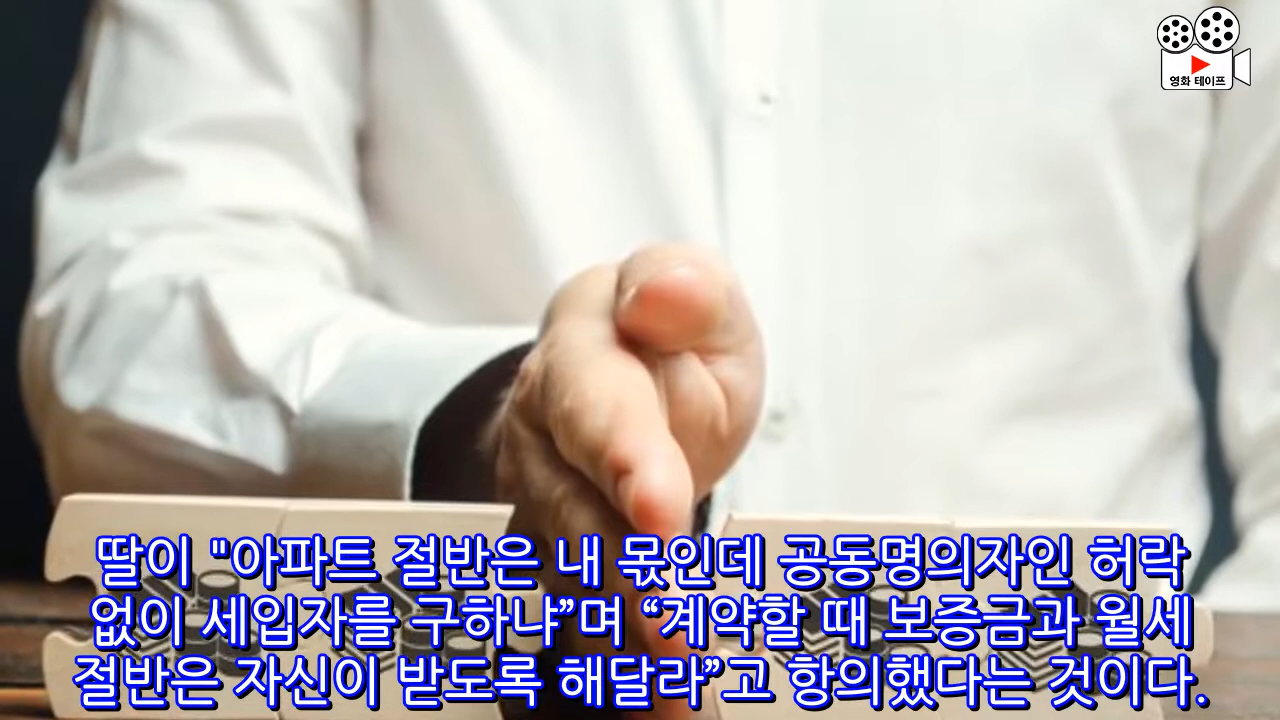 영화 테이프
딸이 "아파트 절반은 내 몫인데 공동명의자인 허락
없이 세입자를 구하냐”며 “계약할 때 보증금과 월세
절반은 자신이 받도록 해달라”고 항의했다는 것이다.